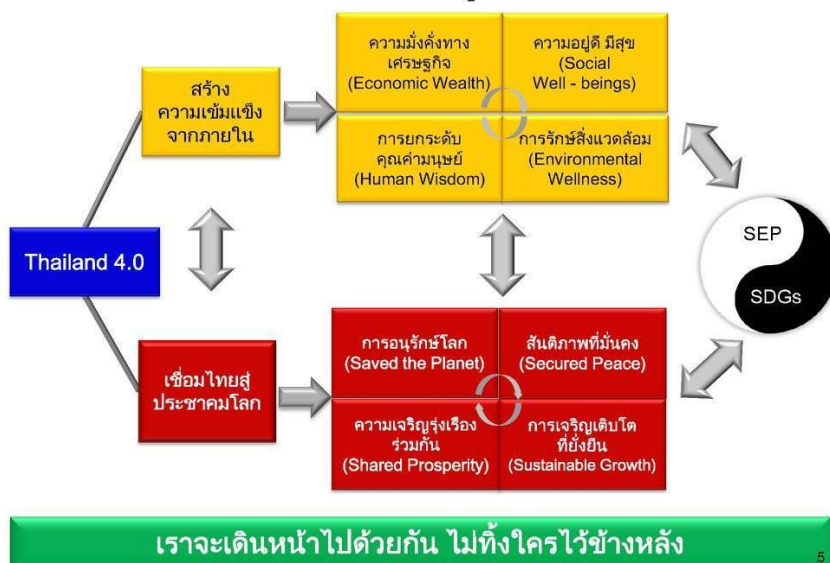 ความมั่งคั่งทาง
เศรษฐกิจ
(Economic Wealth)
ความอยู่ดี มีสุข
(Social
Well - beings)
สร้าง
ความเข้มแข็ง
จากภายใน
การยกระดับ
คุณค่ามนุษย์
(Human Wisdom)
การรักษ์สิ่งแวดล้อม
(Environmental
Wellness)
Thailand 4.0
SEP
SDGs
เชื่อมไทยสู่
ประชาคมโลก
การอนุรักษ์โลก
(Saved the Planet)
สันติภาพที่มั่นคง
(Secured Peace)
ความเจริญรุ่งเรือง
ร่วมกัน
(Shared Prosperity)
การเจริญเติบโต
ที่ยั่งยืน
(Sustainable Growth)
เราจะเดินหน้าไปด้วยกัน ไม่ทิ้งใครไว้ข้างหลัง
5